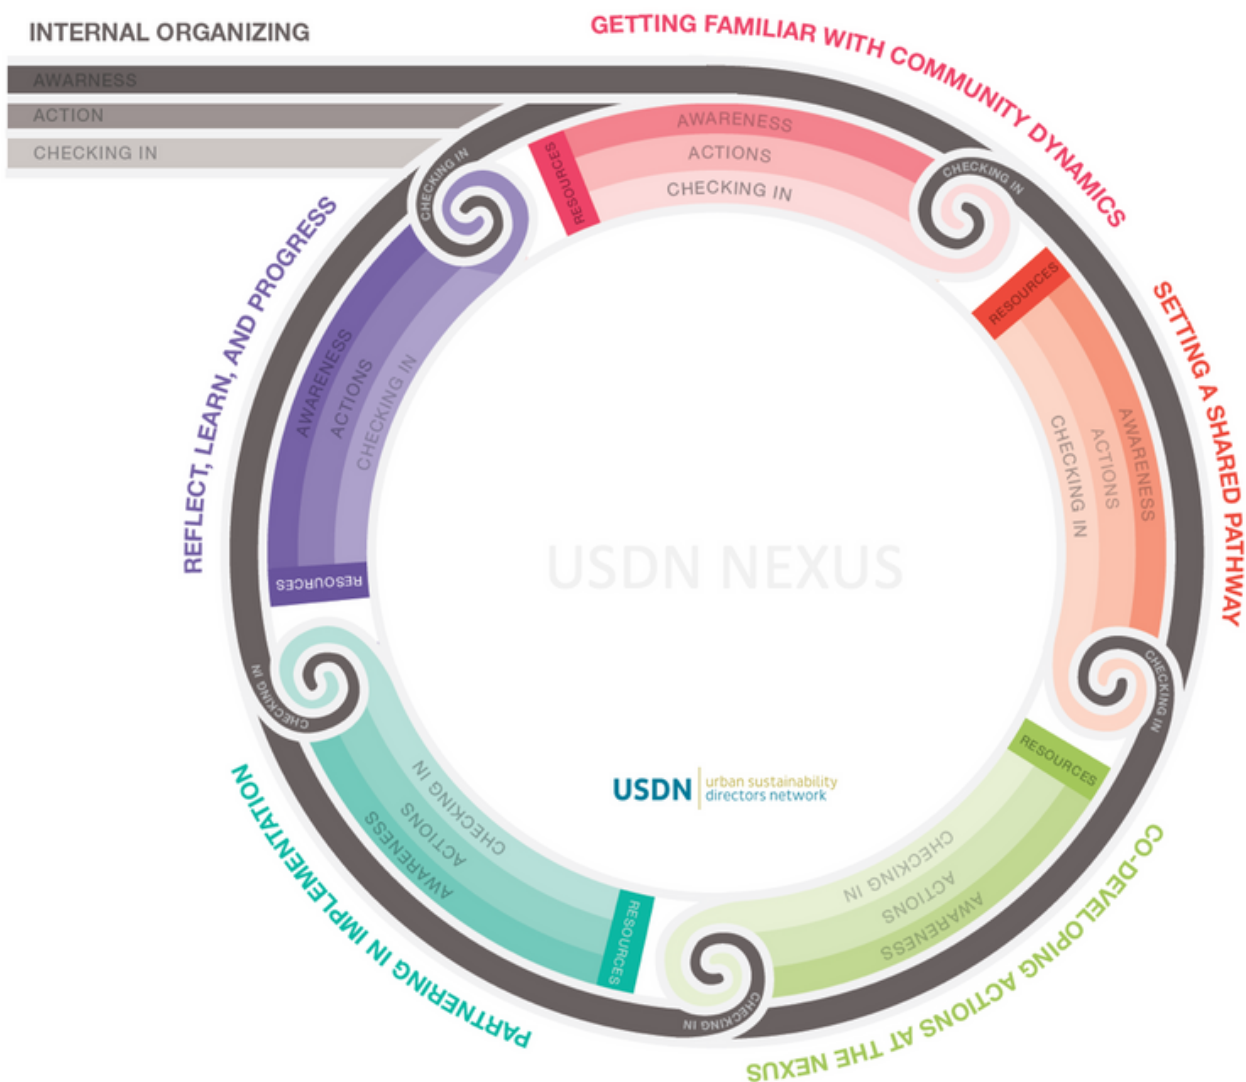 INTERNAL ORGANIZING
AWARNESS
ACTION
CHECKING IN
GETTING FAMILIAR WITH COMMUNITY DYNAMICS
RESOURCES
AWARENESS
ACTIONS
CHECKING IN
CHECKING IN
SETTING A SHARED PATHWAY
RESOURCES
AWARENESS
ACTIONS
CHECKING IN
CHECKING IN
CO-DEVELOPING ACTIONS AT THE NEXUS
RESOURCES
AWARENESS
ACTIONS
CHECKING IN
CHECKING IN
PARTNERING IN IMPLEMENTATION
RESOURCES
AWARENESS
ACTIONS
CHECKING IN
CHECKING IN
REFLECT, LEARN, AND PROGRESS
RESOURCES
AWARENESS
ACTIONS
CHECKING IN
CHECKING IN
USDN NEXUS
USDN
urban sustainability
directors network